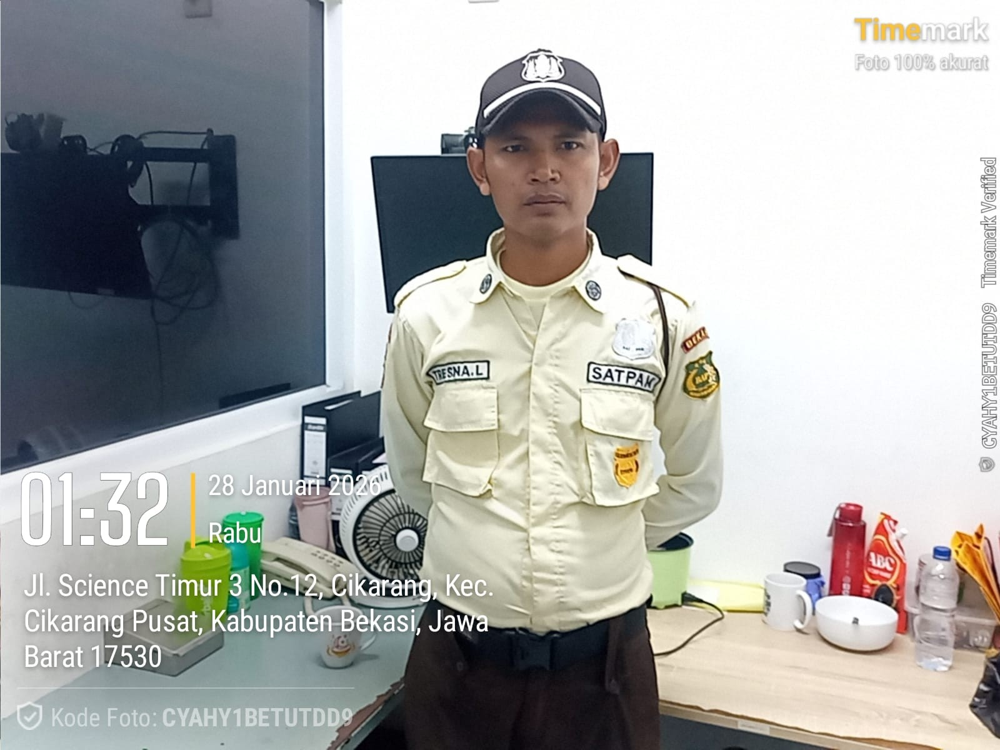 Timemark
Foto 100% akurat
TRESNA.L
SATPAM
ABC
01:32
28 Januari 2026
Rabu
Jl. Science Timur 3 No.12, Cikarang, Kec.
Cikarang Pusat, Kabupaten Bekasi, Jawa
Barat 17530
Kode Foto: CYAHY1BETUTDD9
CYAHY1BETUTDD9 Timemark Verified